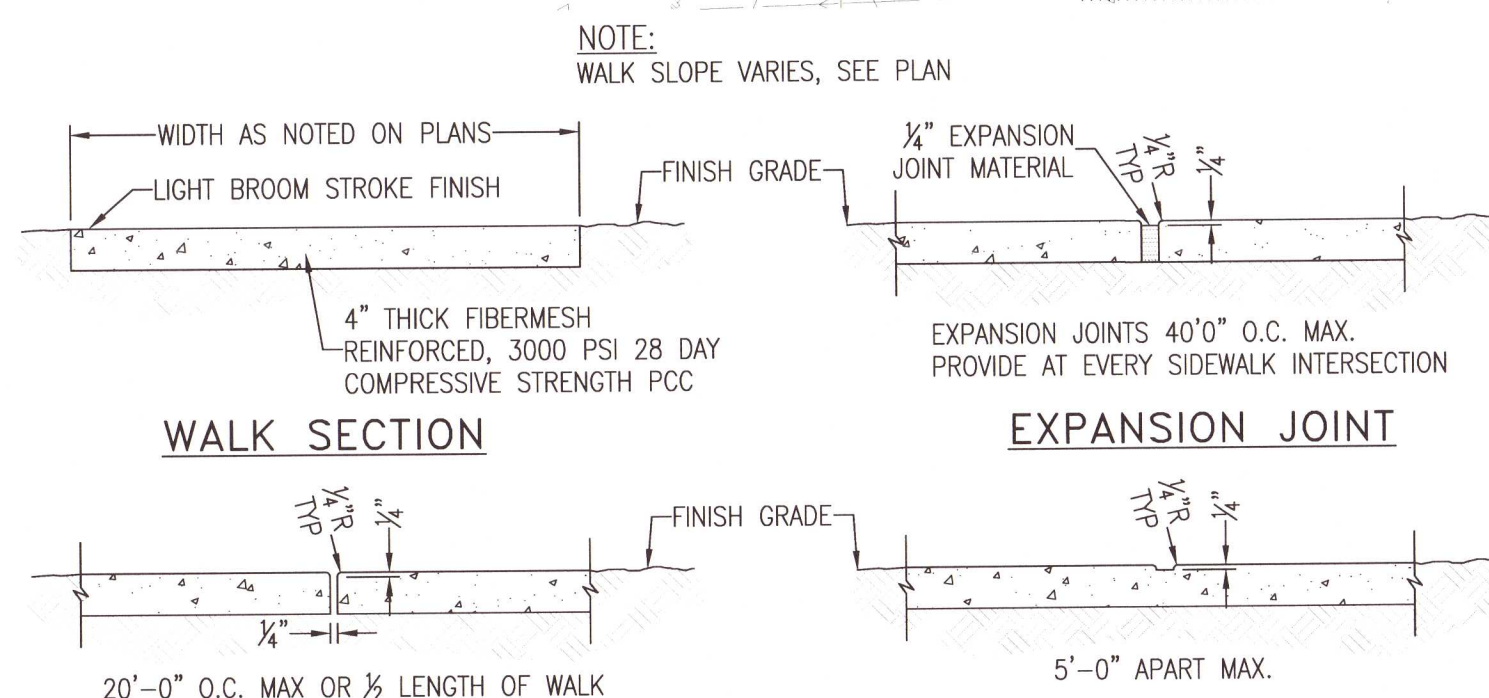 NOTE:
WALK SLOPE VARIES, SEE PLAN
WIDTH AS NOTED ON PLANS
LIGHT BROOM STROKE FINISH
4” THICK FIBERMESH
REINFORCED, 3000 PSI 28 DAY
COMPRESSIVE STRENGTH PCC
WALK SECTION
FINISH GRADE
¼” EXPANSION
JOINT MATERIAL
¼”R
TYP
¼”
EXPANSION JOINTS 40'0” O.C. MAX.
PROVIDE AT EVERY SIDEWALK INTERSECTION
EXPANSION JOINT
¼”R
TYP
¼”
¼”
20'-0” O.C. MAX OR ½ LENGTH OF WALK
FINISH GRADE
¼”R
TYP
¼”
5'-0” APART MAX.